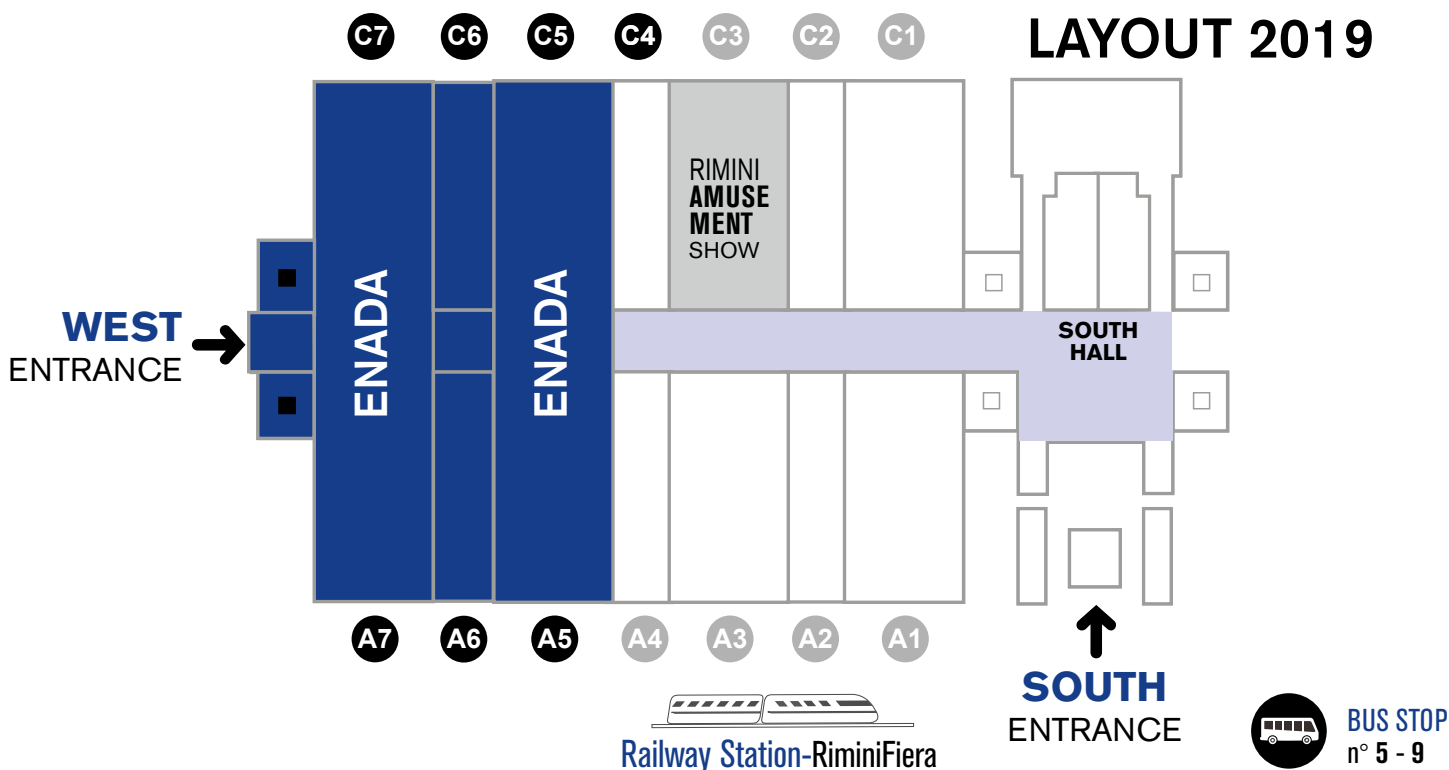 C7 C6 C5 C4 C3 C2 C1
LAYOUT 2019
RIMINI
AMUSE
MENT
SHOW
ENADA
ENADA
WEST
ENTRANCE
SOUTH
HALL
A7 A6 A5 A4 A3 A2 A1
SOUTH
ENTRANCE
Railway Station-RiminiFiera
BUS STOP
n° 5 - 9